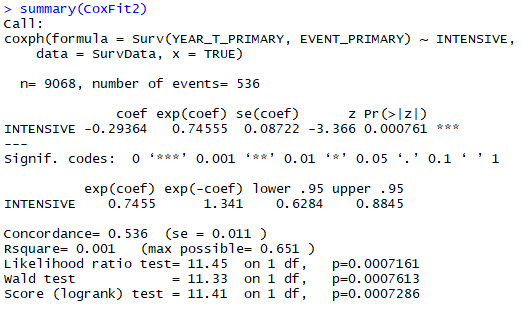 > summary(CoxFit2)
Call:
coxph(formula = Surv(YEAR_T_PRIMARY, EVENT_PRIMARY) ~ INTENSIVE,
    data = SurvData, x = TRUE)
  n= 9068, number of events= 536
              coef exp(coef) se(coef)      z Pr(>|z|)
INTENSIVE -0.29364   0.74555  0.08722 -3.366 0.000761 ***
---
Signif. codes:  0 ‘***’ 0.001 ‘**’ 0.01 ‘*’ 0.05 ‘.’ 0.1 ‘ ’ 1
          exp(coef) exp(-coef) lower .95 upper .95
INTENSIVE    0.7455      1.341    0.6284    0.8845
Concordance= 0.536  (se = 0.011 )
Rsquare= 0.001   (max possible= 0.651 )
Likelihood ratio test= 11.45  on 1 df,   p=0.0007161
Wald test            = 11.33  on 1 df,   p=0.0007613
Score (logrank) test = 11.41  on 1 df,   p=0.0007286